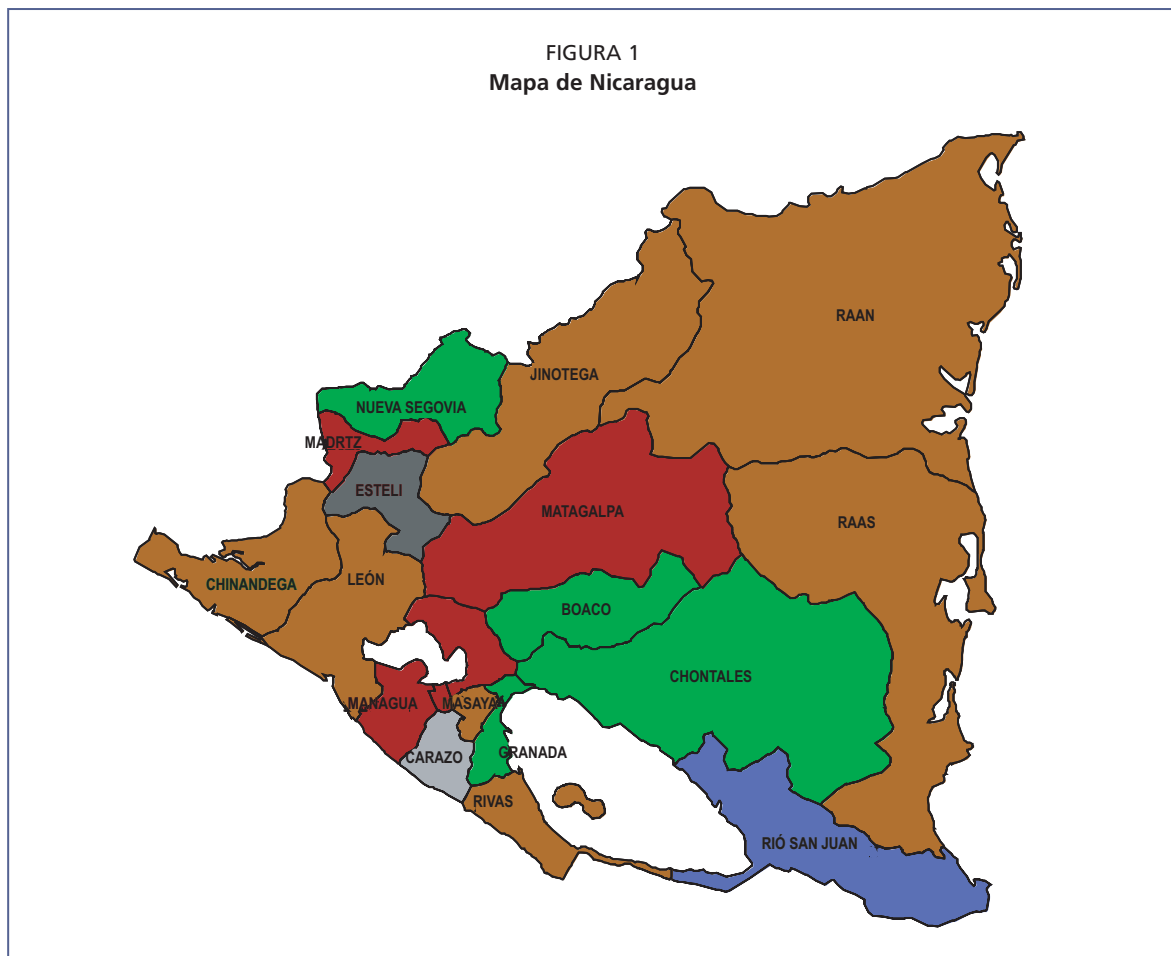 FIGURA 1
Mapa de Nicaragua
RAAN
JINOTEGA
NUEVA SEGOVIA
MADRTZ
ESTELI
MATAGALPA
RAAS
CHINANDEGA
LEÓN
BOACO
CHONTALES
MANAGUA
MASAYA
CARAZO
GRANADA
RIVAS
RIÓ SAN JUAN